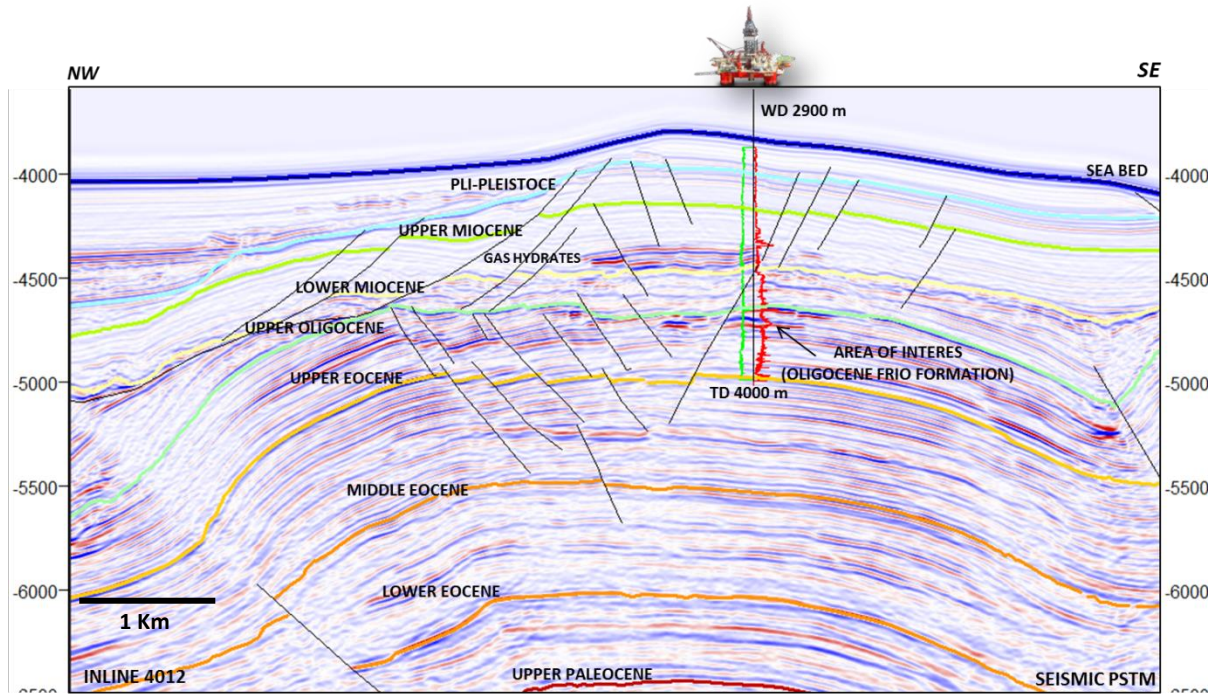 NW
SE
WD 2900 m
-4000
-4000
SEA BED
PLI-PLEISTOCE
UPPER MIOCENE
GAS HYDRATES
-4500
-4500
LOWER MIOCENE
UPPER OLIGOCENE
AREA OF INTERES
(OLIGOCENE FRIO FORMATION)
UPPER EOCENE
-5000
-5000
TD 4000 m
-5500
-5500
MIDDLE EOCENE
-6000
-6000
LOWER EOCENE
1 Km
INLINE 4012
UPPER PALEOCENE
SEISMIC PSTM